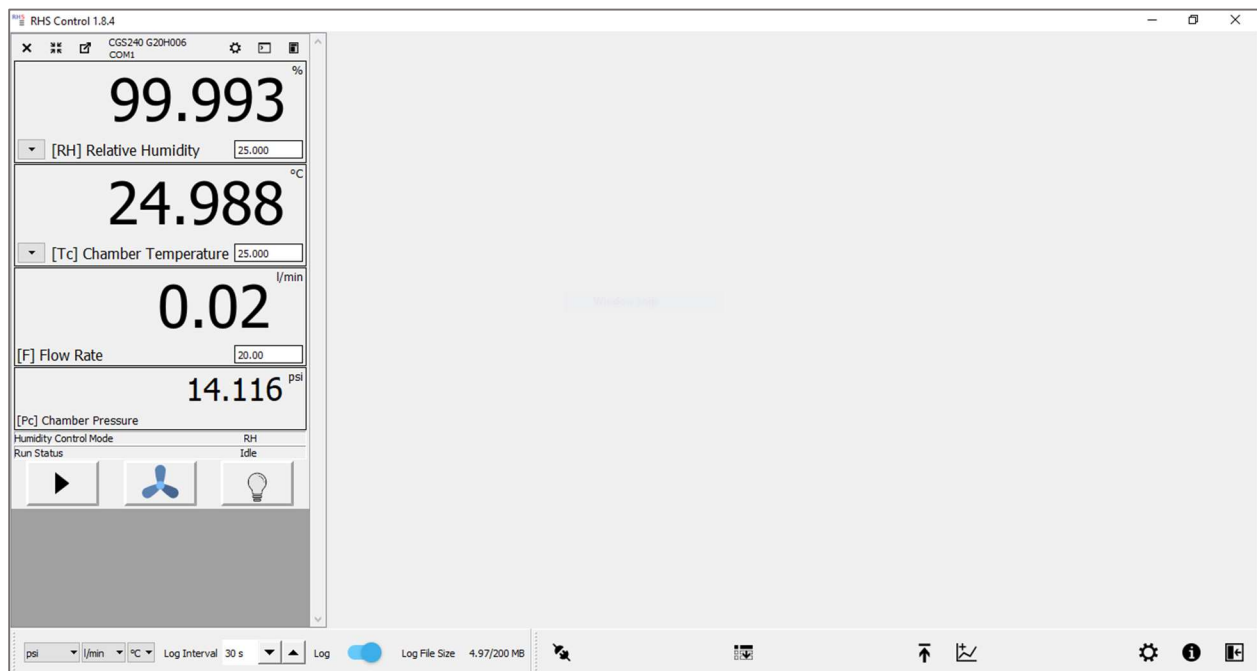 RHS Control 1.8.4
CGS240 G20H006
COM1
%
99.993
[RH] Relative Humidity 25.000
°C
24.988
[Tc] Chamber Temperature 25.000
l/min
0.02
[F] Flow Rate 20.00
psi
14.116
[Pc] Chamber Pressure
Humidity Control Mode RH
Run Status Idle
psi l/min °C Log Interval 30 s Log Log File Size 4.97/200 MB